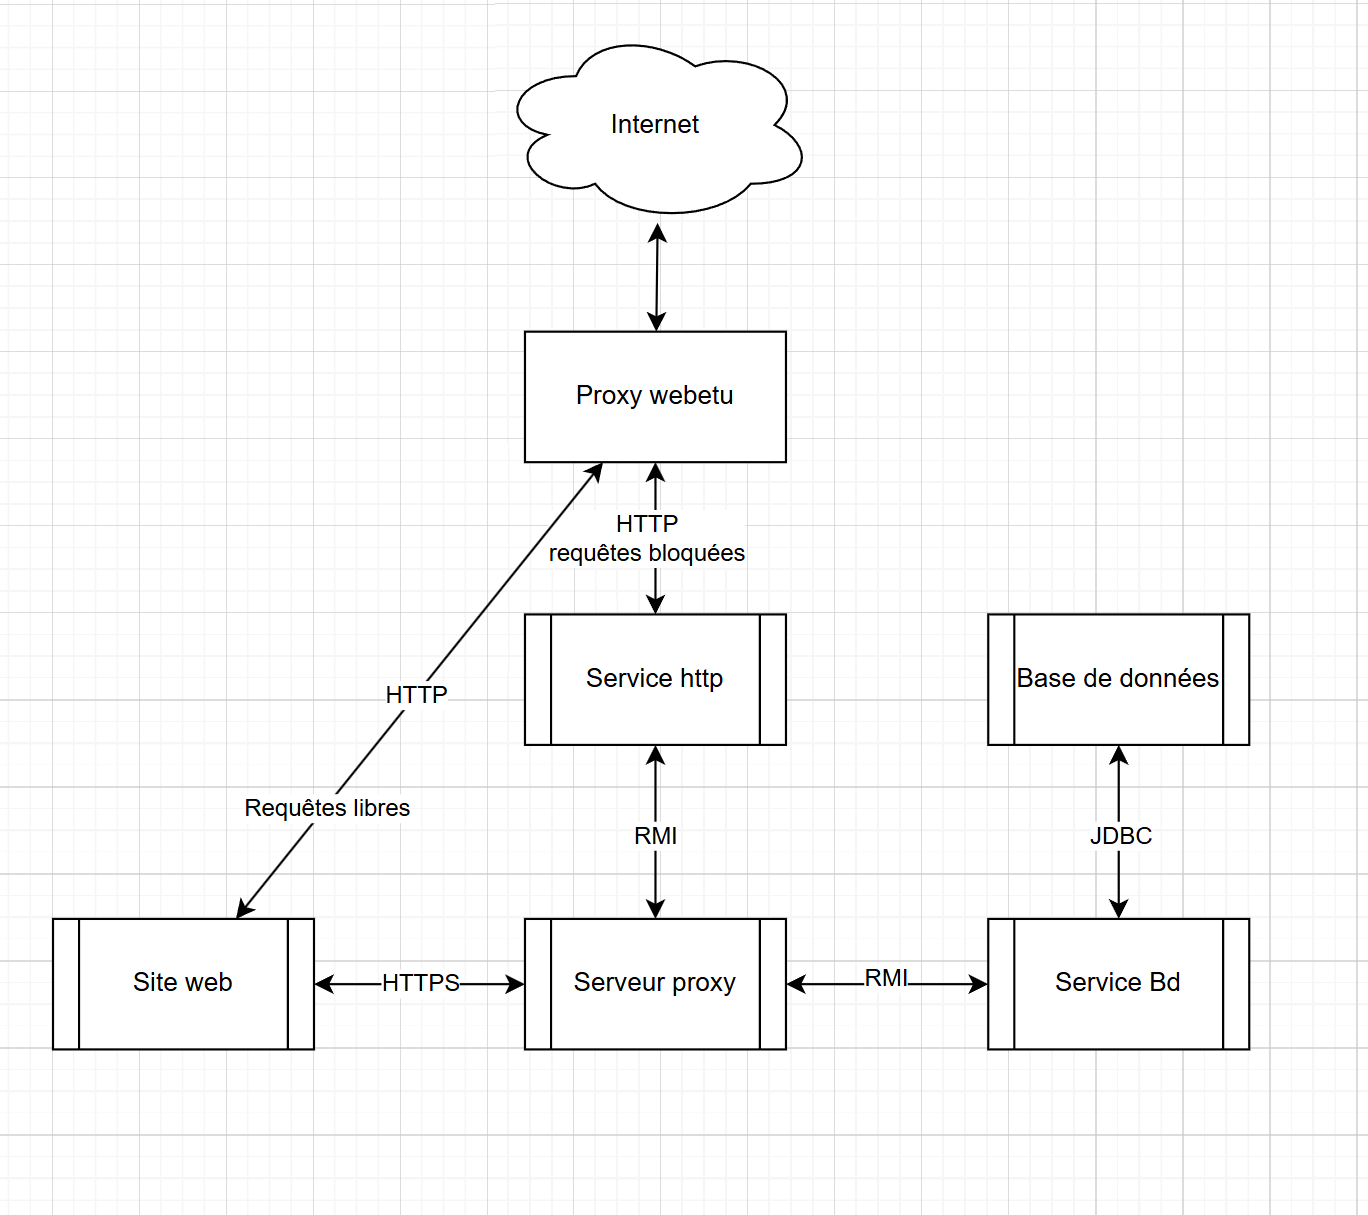 Internet
Proxy webetu
HTTP
requêtes bloquées
Service http
Base de données
HTTP
Requêtes libres
RMI
JDBC
Site web
HTTPS
Serveur proxy
RMI
Service Bd